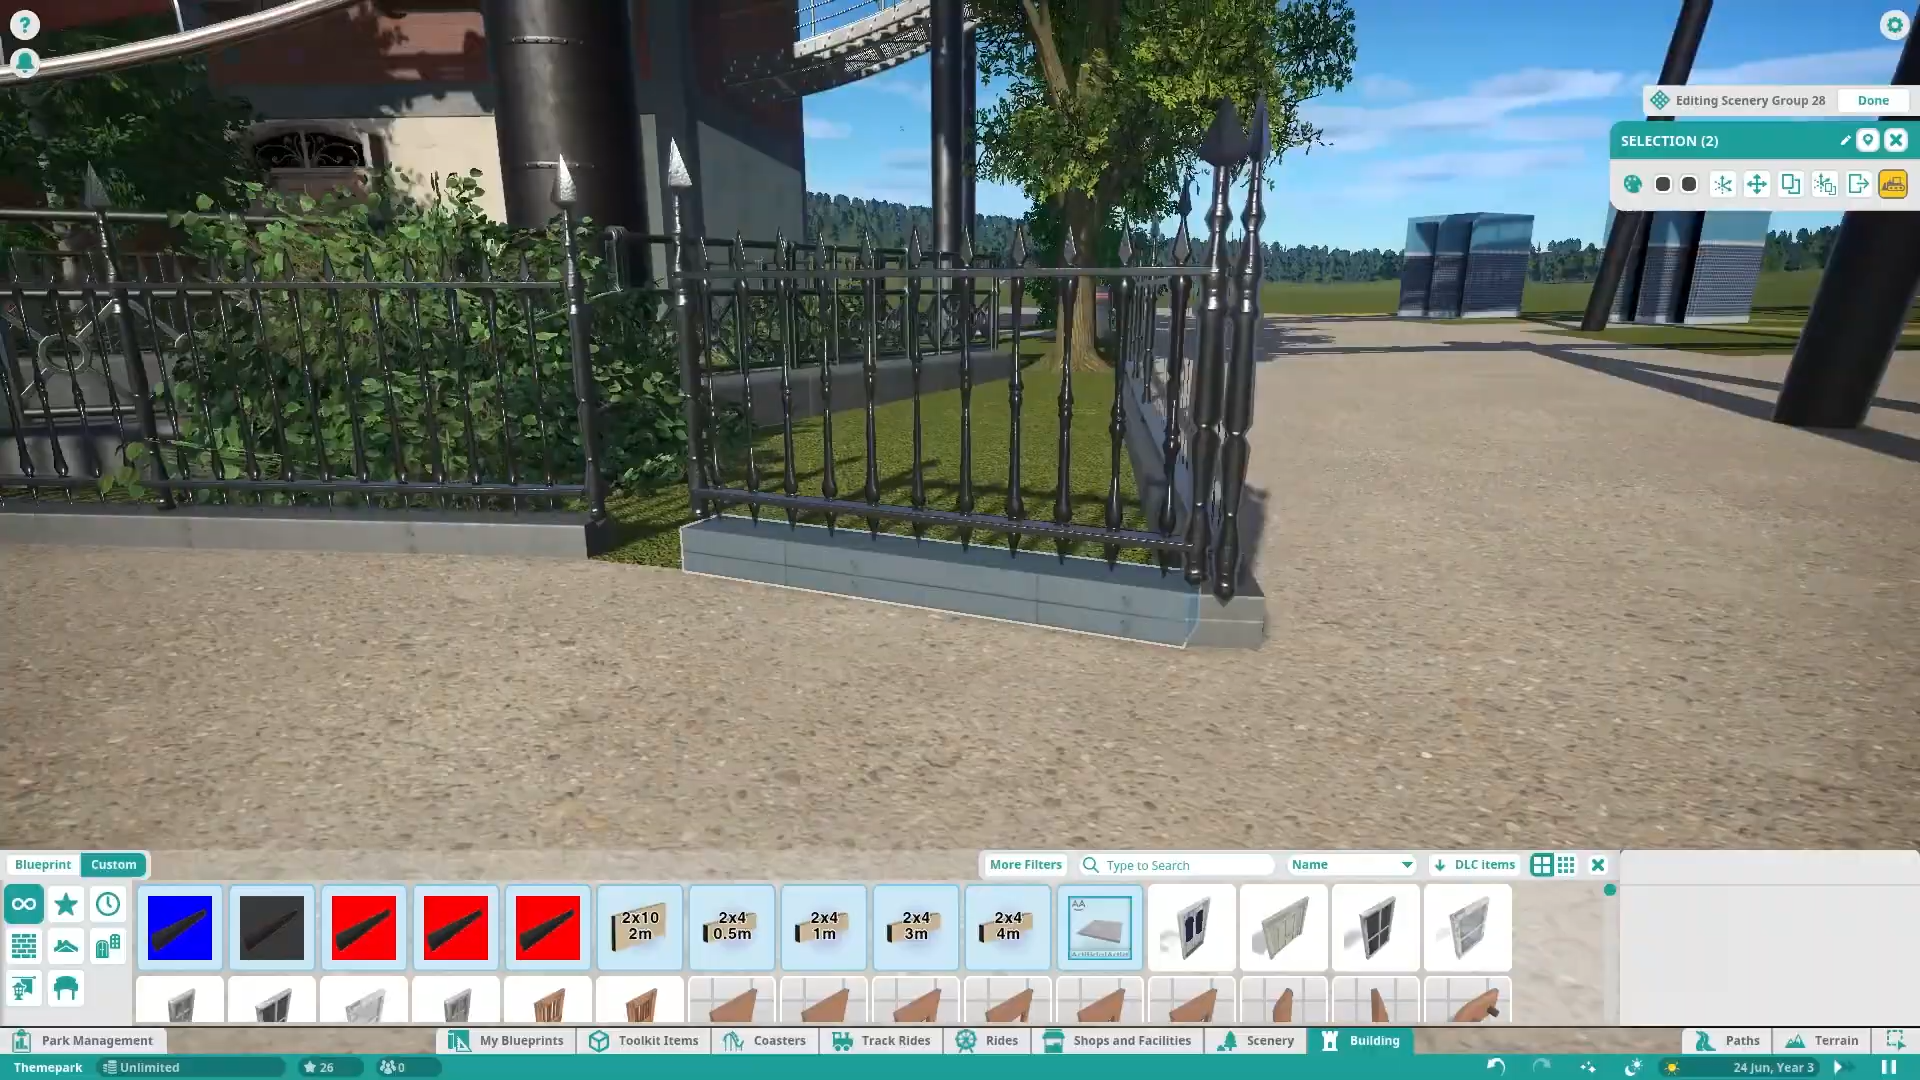 ?
Editing Scenery Group 28
Done
SELECTION (2)
Blueprint
Custom
More Filters
Type to Search
Name
DLC items
2x10
2m
2x4
0.5m
2x4
1m
2x4
3m
2x4
4m
AA
Park Management
My Blueprints
Toolkit Items
Coasters
Track Rides
Rides
Shops and Facilities
Scenery
Building
Paths
Terrain
Themepark
Unlimited
26
0
24 Jun, Year 3